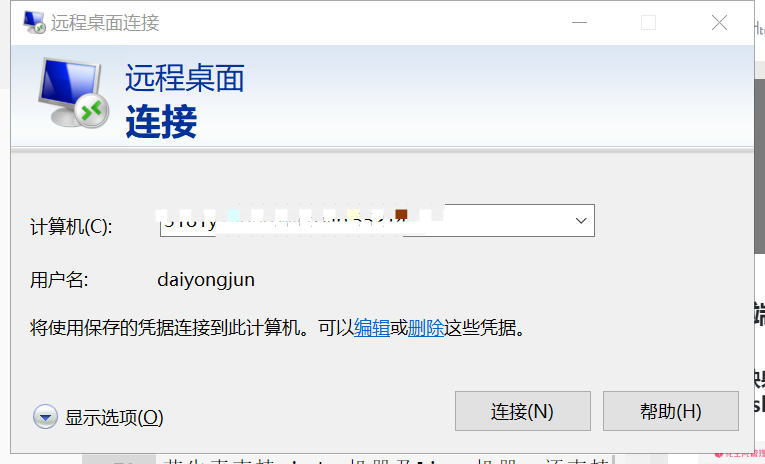 远程桌面连接
远程桌面
连接
计算机(C):
用户名: daiyongjun
将使用保存的凭据连接到此计算机。可以编辑或删除这些凭据。
显示选项(O)
连接(N)
帮助(H)